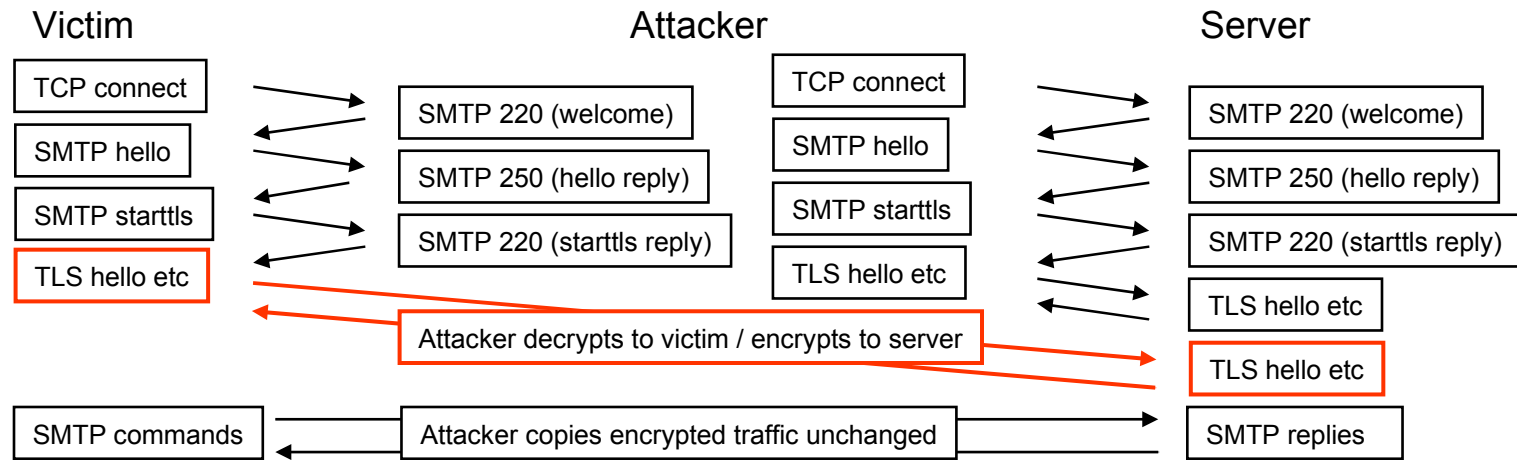 Victim
Attacker
Server
TCP connect
TCP connect
SMTP 220 (welcome)
SMTP 220 (welcome)
SMTP hello
SMTP hello
SMTP 250 (hello reply)
SMTP 250 (hello reply)
SMTP starttls
SMTP starttls
SMTP 220 (starttls reply)
SMTP 220 (starttls reply)
TLS hello etc
TLS hello etc
TLS hello etc
Attacker decrypts to victim / encrypts to server
TLS hello etc
SMTP commands
Attacker copies encrypted traffic unchanged
SMTP replies